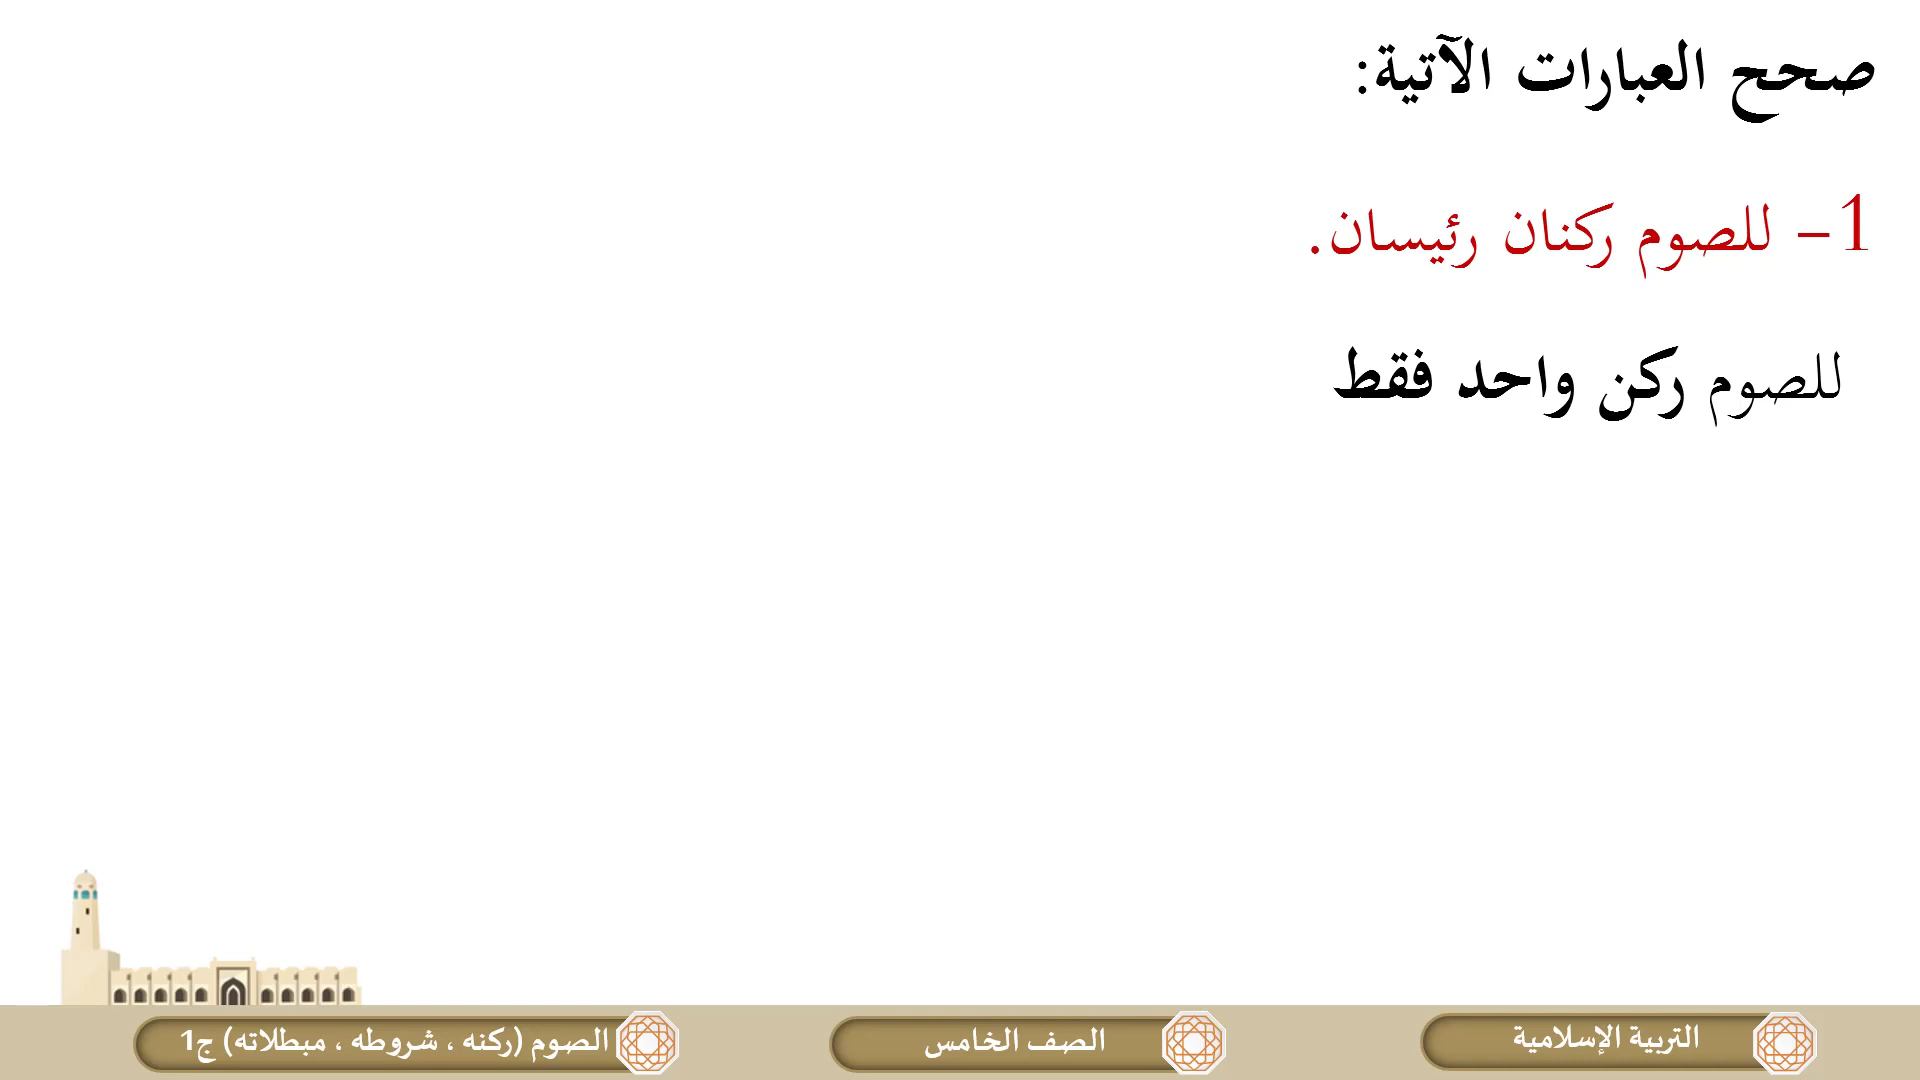 صحح العبارات الآتية:
1- للصوم ركنان رئيسان.
للصوم ركن واحد فقط
التربية الإسلامية
الصف الخامس
الصوم (ركنه ، شروطه ، مبطلاته) ج1